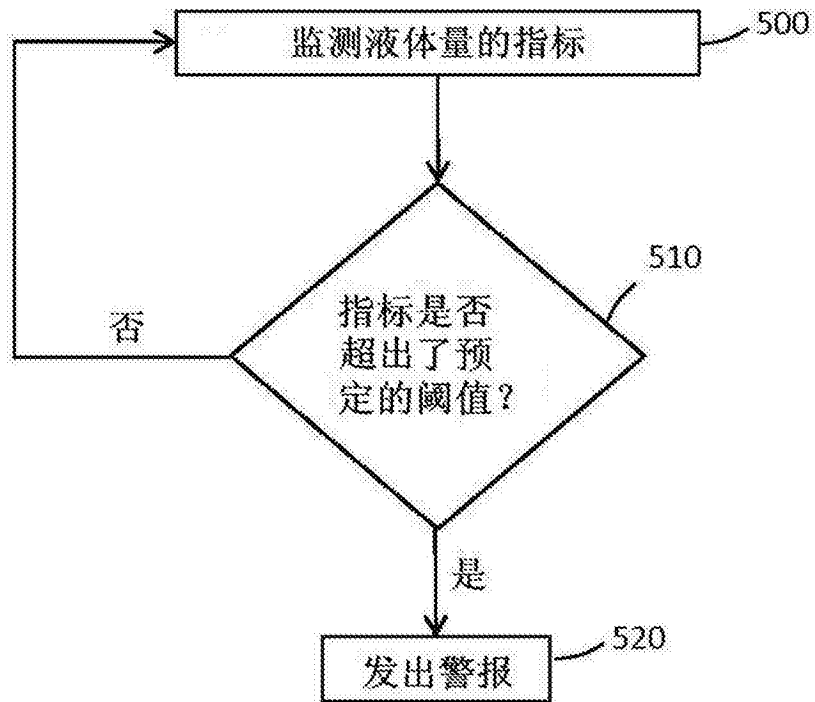 监测液体量的指标
500
510
指标是否
超出了预
定的阈值？
否
是
520
发出警报